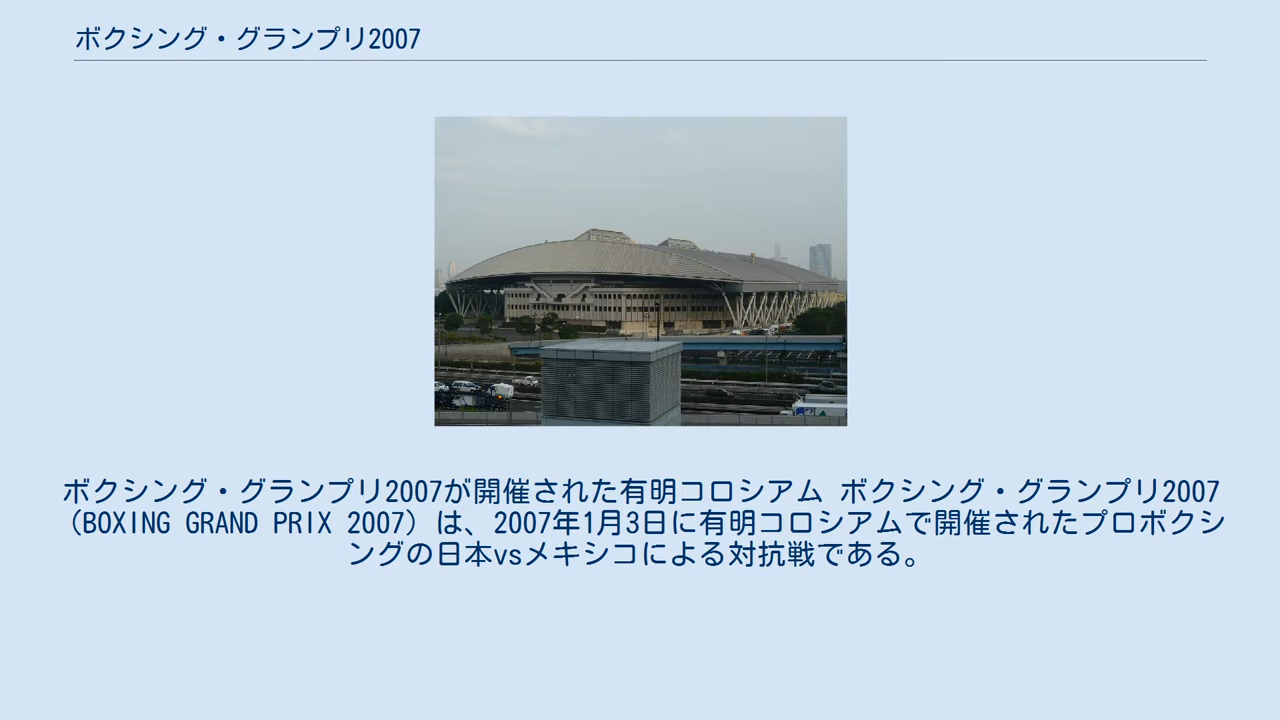 ボクシング・グランプリ2007
ボクシング・グランプリ2007が開催された有明コロシアム ボクシング・グランプリ2007
（BOXING GRAND PRIX 2007）は、2007年1月3日に有明コロシアムで開催されたプロボクシ
ングの日本vsメキシコによる対抗戦である。